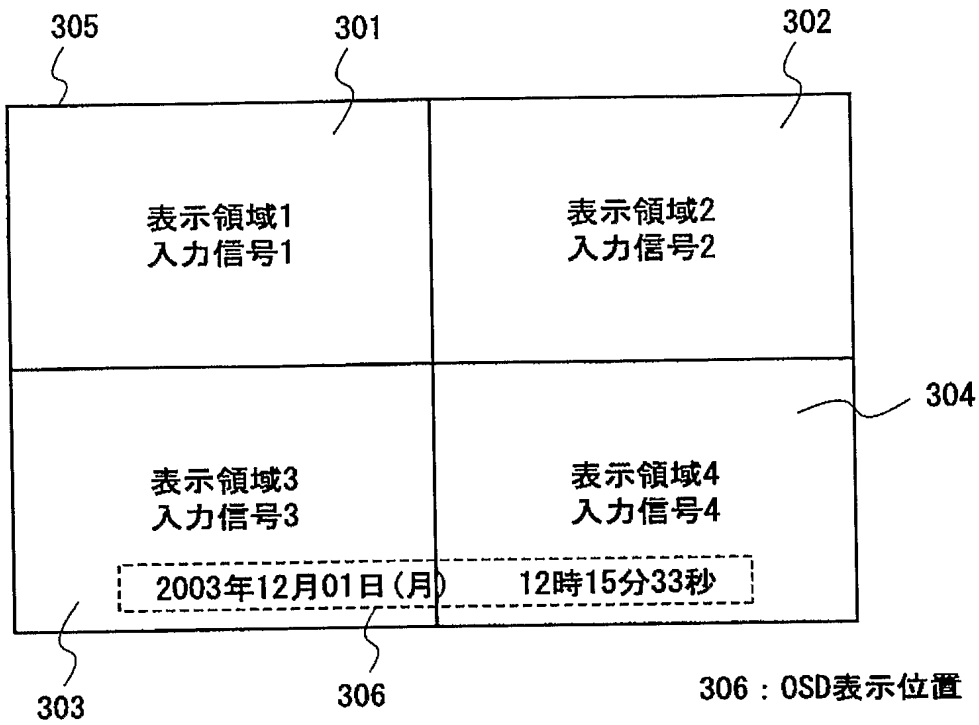 305
301
302
表示領域1
入力信号1
表示領域2
入力信号2
304
表示領域3
入力信号3
表示領域4
入力信号4
2003年12月01日(月) 12時15分33秒
303
306
306:OSD表示位置